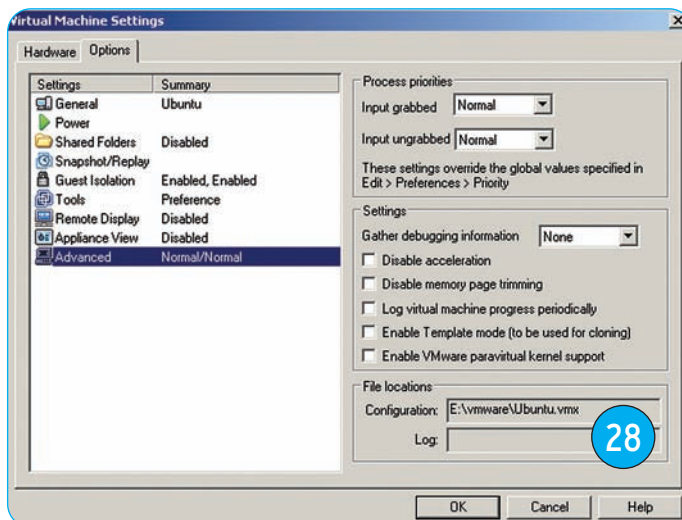 Virtual Machine Settings
Hardware Options
Settings Summary
General Ubuntu
Power
Shared Folders Disabled
Snapshot/Replay
Guest Isolation Enabled, Enabled
Tools Preference
Remote Display Disabled
Appliance View Disabled
Advanced Normal/Normal
Process priorities
Input grabbed Normal
Input ungrabbed Normal
These settings override the global values specified in
Edit > Preferences > Priority
Settings
Gather debugging information None
Disable acceleration
Disable memory page trimming
Log virtual machine progress periodically
Enable Template mode (to be used for cloning)
Enable VMware paravirtual kernel support
File locations
Configuration: E:\vmware\Ubuntu.vmx
Log:
28
OK Cancel Help